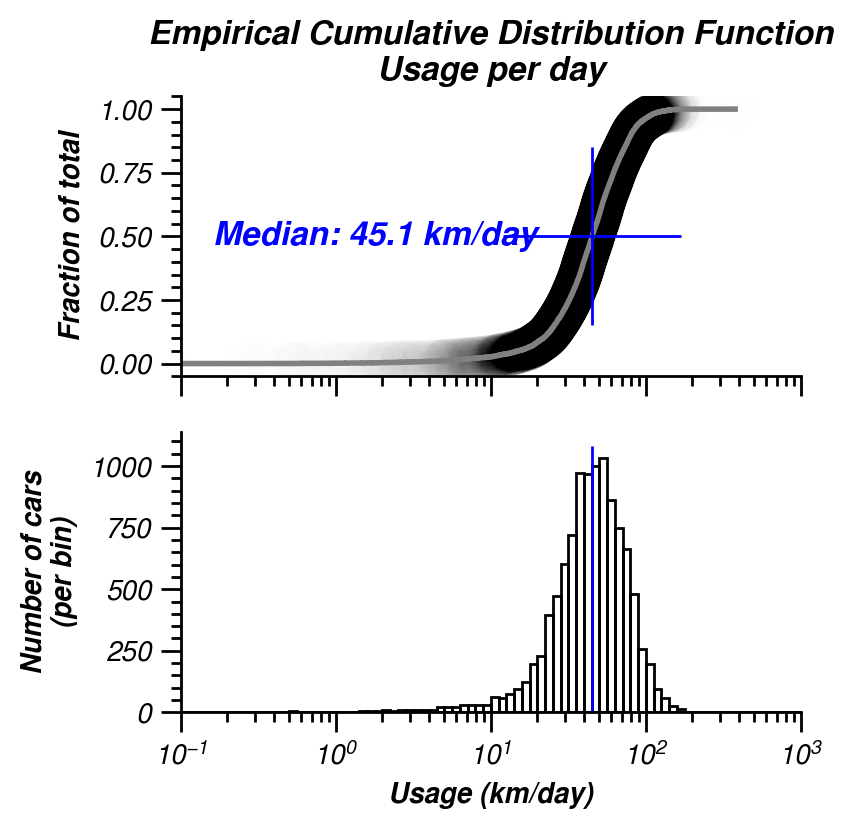 Empirical Cumulative Distribution Function
Usage per day
1.00
0.75
0.50
0.25
0.00
Fraction of total
Median: 45.1 km/day
1000
750
500
250
0
Number of cars
(per bin)
10⁻¹ 10⁰ 10¹ 10² 10³
Usage (km/day)